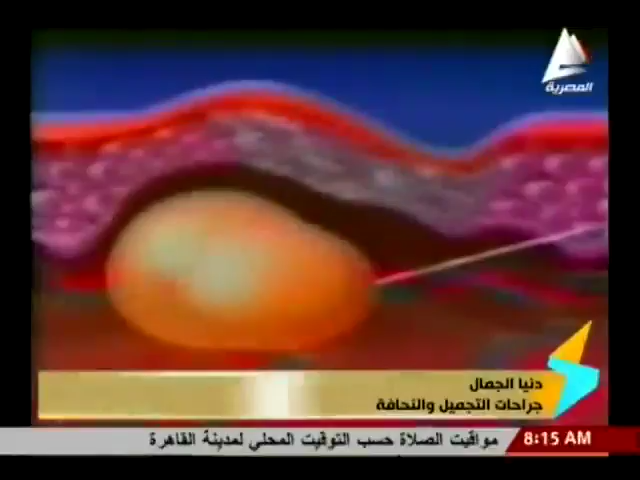 المصرية
دنيا الجمال
جراحات التجميل والنحافة
مواقيت الصلاة حسب التوقيت المحلي لمدينة القاهرة
8:15 AM